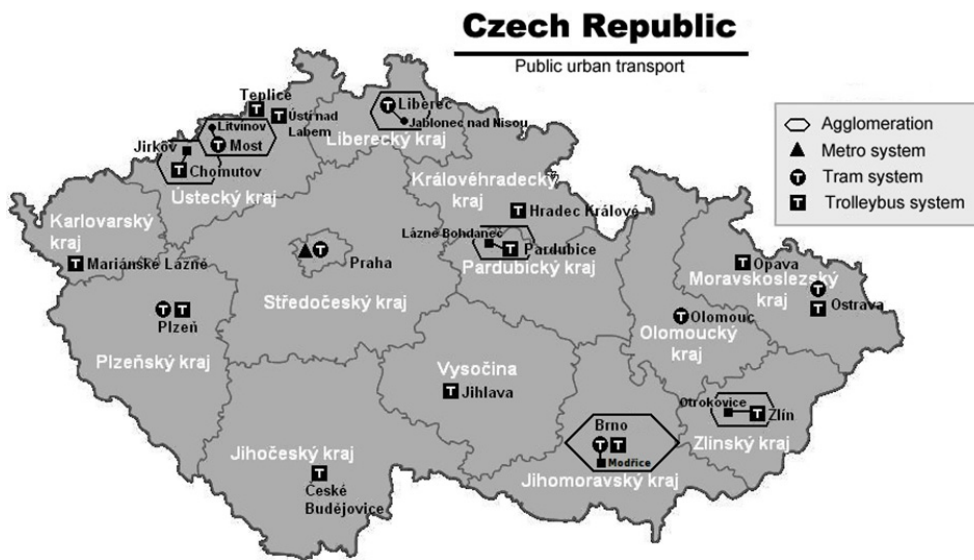 Czech Republic
Public urban transport
Agglomeration
Metro system
T Tram system
T Trolleybus system
Teplice
T
T Ústí nad
Labem
Litvínov
T Most
Jirkov
T Chomutov
Ústecký kraj
T Liberec
Jablonec nad Nisou
Liberecký kraj
Královéhradecký
kraj
T Hradec Králové
Lázně Bohdaneč
T Pardubice
Pardubický kraj
Karlovarský
kraj
T Mariánské Lázně
T
Praha
Středočeský kraj
T T
Plzeň
Plzeňský kraj
T Opava
Moravskoslezský
kraj
T
T Ostrava
T Olomouc
Olomoucký
kraj
Vysočina
T Jihlava
Otrokovice
T Zlín
Zlínský kraj
Brno
T T
Modřice
Jihomoravský kraj
Jihočeský kraj
T
České
Budějovice